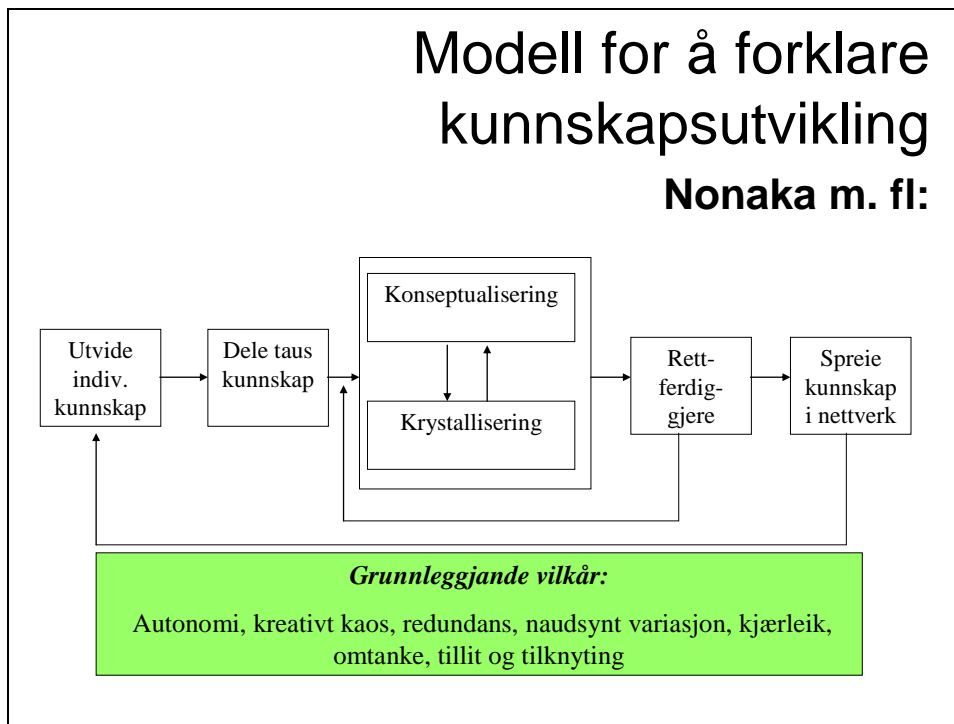 Modell for å forklare
kunnskapsutvikling
Nonaka m. fl:
Utvide
indiv.
kunnskap
Dele taus
kunnskap
Konseptualisering
Krystallisering
Rett-
ferdig-
gjere
Spreie
kunnskap
i nettverk
Grunnleggjande vilkår:
Autonomi, kreativt kaos, redundans, naudsynt variasjon, kjærleik,
omtanke, tillit og tilknyting